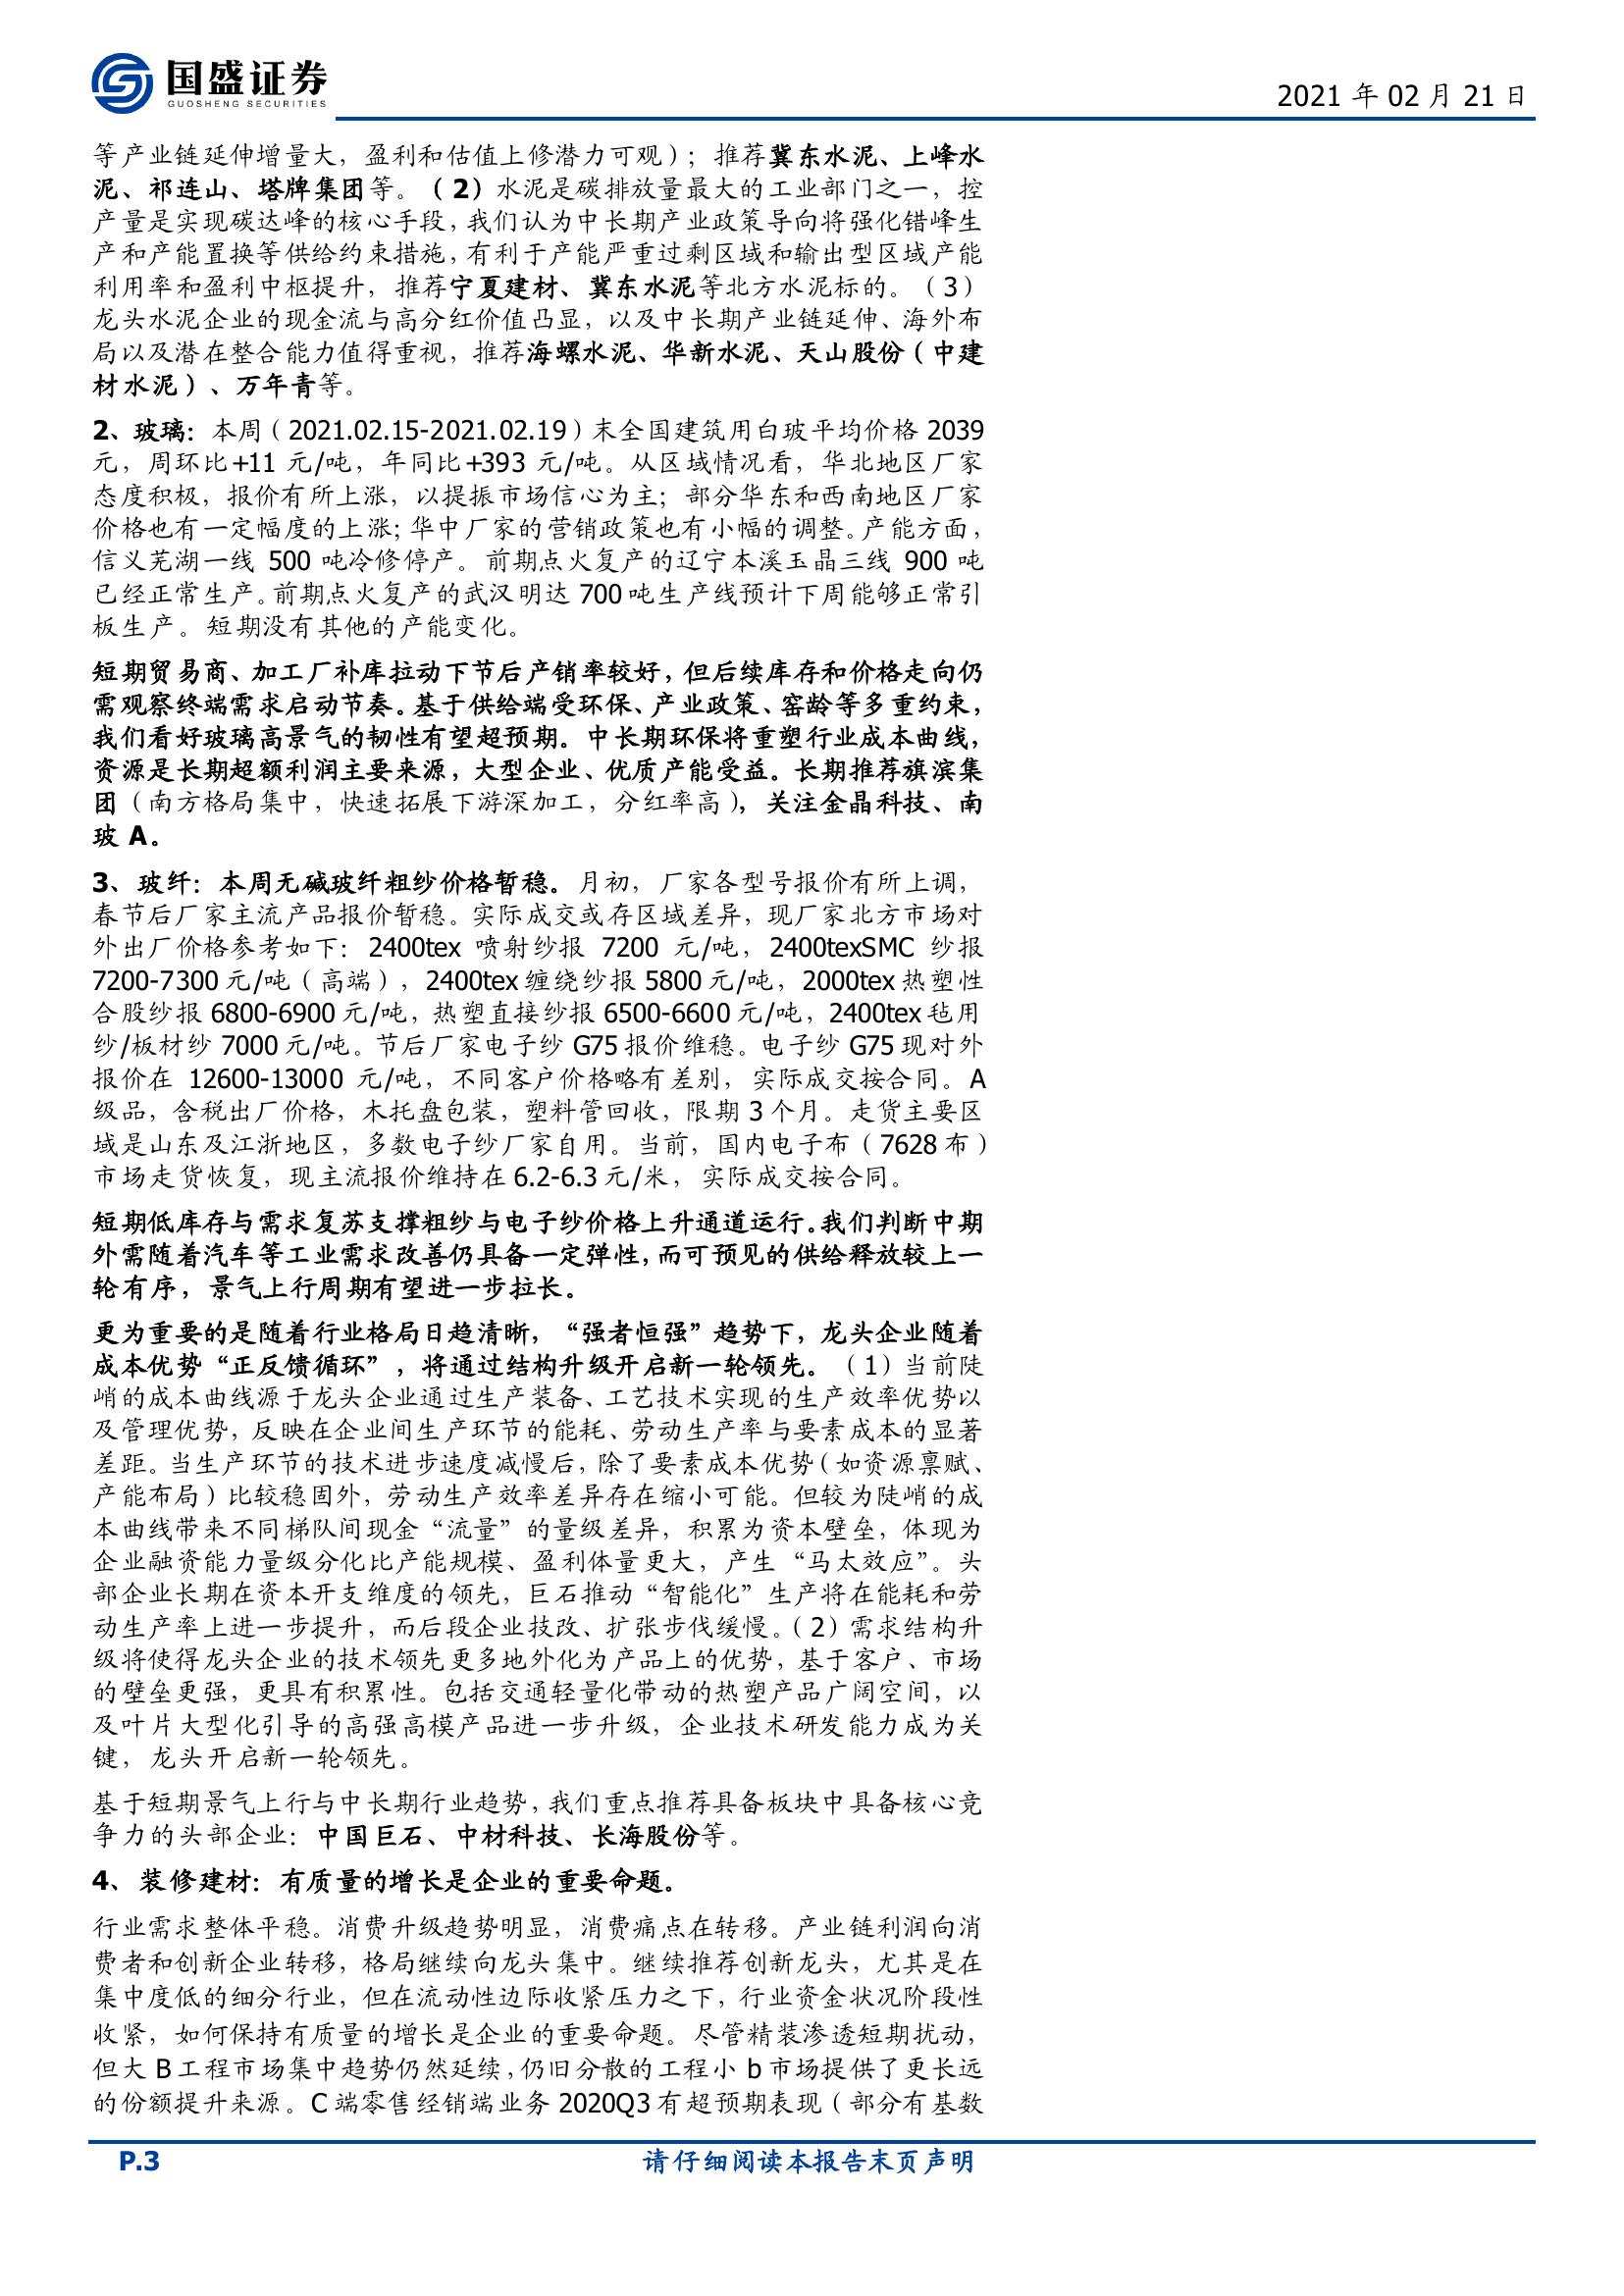 国盛证券
GUOSHENG SECURITIES
2021 年 02 月 21 日
等产业链延伸增量大，盈利和估值上修潜力可观）；推荐冀东水泥、上峰水
泥、祁连山、塔牌集团等。（2）水泥是碳排放量最大的工业部门之一，控
产量是实现碳达峰的核心手段，我们认为中长期产业政策导向将强化错峰生
产和产能置换等供给约束措施，有利于产能严重过剩区域和输出型区域产能
利用率和盈利中枢提升，推荐宁夏建材、冀东水泥等北方水泥标的。（3）
龙头水泥企业的现金流与高分红价值凸显，以及中长期产业链延伸、海外布
局以及潜在整合能力值得重视，推荐海螺水泥、华新水泥、天山股份（中建
材水泥）、万年青等。
2、玻璃：本周（2021.02.15-2021.02.19）末全国建筑用白玻平均价格 2039
元，周环比+11 元/吨，年同比+393 元/吨。从区域情况看，华北地区厂家
态度积极，报价有所上涨，以提振市场信心为主；部分华东和西南地区厂家
价格也有一定幅度的上涨；华中厂家的营销政策也有小幅的调整。产能方面，
信义芜湖一线 500 吨冷修停产。前期点火复产的辽宁本溪玉晶三线 900 吨
已经正常生产。前期点火复产的武汉明达 700 吨生产线预计下周能够正常引
板生产。短期没有其他的产能变化。
短期贸易商、加工厂补库拉动下节后产销率较好，但后续库存和价格走向仍
需观察终端需求启动节奏。基于供给端受环保、产业政策、窑龄等多重约束，
我们看好玻璃高景气的韧性有望超预期。中长期环保将重塑行业成本曲线，
资源是长期超额利润主要来源，大型企业、优质产能受益。长期推荐旗滨集
团（南方格局集中，快速拓展下游深加工，分红率高），关注金晶科技、南
玻 A。
3、玻纤：本周无碱玻纤粗纱价格暂稳。月初，厂家各型号报价有所上调，
春节后厂家主流产品报价暂稳。实际成交或存区域差异，现厂家北方市场对
外出厂价格参考如下：2400tex 喷射纱报 7200 元/吨，2400texSMC 纱报
7200-7300 元/吨（高端），2400tex 缠绕纱报 5800 元/吨，2000tex 热塑性
合股纱报 6800-6900 元/吨，热塑直接纱报 6500-6600 元/吨，2400tex 毡用
纱/板材纱 7000 元/吨。节后厂家电子纱 G75 报价维稳。电子纱 G75 现对外
报价在 12600-13000 元/吨，不同客户价格略有差别，实际成交按合同。A
级品，含税出厂价格，木托盘包装，塑料管回收，限期 3 个月。走货主要区
域是山东及江浙地区，多数电子纱厂家自用。当前，国内电子布（7628 布）
市场走货恢复，现主流报价维持在 6.2-6.3 元/米，实际成交按合同。
短期低库存与需求复苏支撑粗纱与电子纱价格上升通道运行。我们判断中期
外需随着汽车等工业需求改善仍具备一定弹性，而可预见的供给释放较上一
轮有序，景气上行周期有望进一步拉长。
更为重要的是随着行业格局日趋清晰，“强者恒强”趋势下，龙头企业随着
成本优势“正反馈循环”，将通过结构升级开启新一轮领先。（1）当前陡
峭的成本曲线源于龙头企业通过生产装备、工艺技术实现的生产效率优势以
及管理优势，反映在企业间生产环节的能耗、劳动生产率与要素成本的显著
差距。当生产环节的技术进步速度减慢后，除了要素成本优势（如资源禀赋、
产能布局）比较稳固外，劳动生产效率差异存在缩小可能。但较为陡峭的成
本曲线带来不同梯队间现金“流量”的量级差异，积累为资本壁垒，体现为
企业融资能力量级分化比产能规模、盈利体量更大，产生“马太效应”。头
部企业长期在资本开支维度的领先，巨石推动“智能化”生产将在能耗和劳
动生产率上进一步提升，而后段企业技改、扩张步伐缓慢。（2）需求结构升
级将使得龙头企业的技术领先更多地外化为产品上的优势，基于客户、市场
的壁垒更强，更具有积累性。包括交通轻量化带动的热塑产品广阔空间，以
及叶片大型化引导的高强高模产品进一步升级，企业技术研发能力成为关
键，龙头开启新一轮领先。
基于短期景气上行与中长期行业趋势，我们重点推荐具备板块中具备核心竞
争力的头部企业：中国巨石、中材科技、长海股份等。
4、装修建材：有质量的增长是企业的重要命题。
行业需求整体平稳。消费升级趋势明显，消费痛点在转移。产业链利润向消
费者和创新企业转移，格局继续向龙头集中。继续推荐创新龙头，尤其是在
集中度低的细分行业，但在流动性边际收紧压力之下，行业资金状况阶段性
收紧，如何保持有质量的增长是企业的重要命题。尽管精装渗透短期扰动，
但大 B 工程市场集中趋势仍然延续，仍旧分散的工程小 b 市场提供了更长远
的份额提升来源。C 端零售经销端业务 2020Q3 有超预期表现（部分有基数
P.3
请仔细阅读本报告末页声明